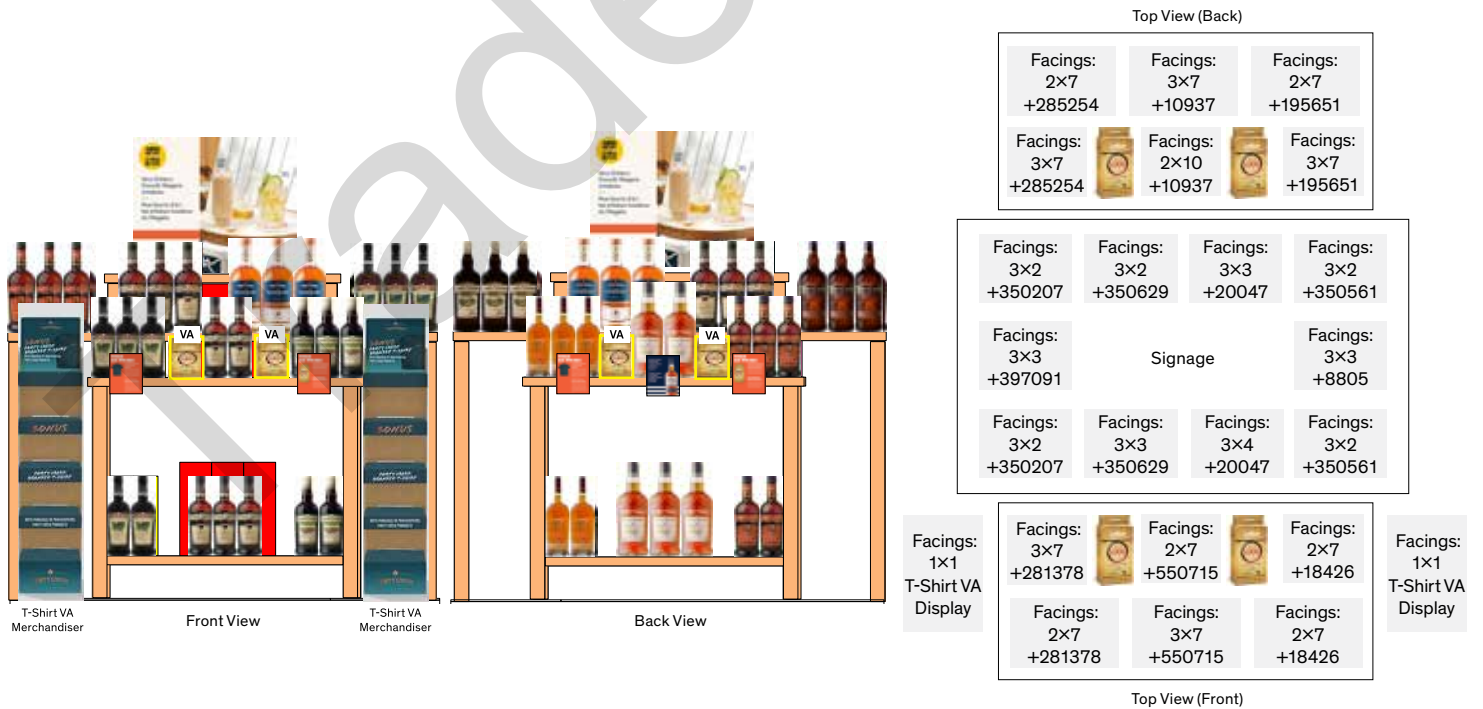 Trade
VA
VA
SONUS
SONUS
T-Shirt VA
Merchandiser
Front View
T-Shirt VA
Merchandiser
VA
VA
Back View
Top View (Back)
Facings:
2×7
+285254
Facings:
3×7
+10937
Facings:
2×7
+195651
Facings:
3×7
+285254
Facings:
2×10
+10937
Facings:
3×7
+195651
Facings:
3×2
+350207
Facings:
3×2
+350629
Facings:
3×3
+20047
Facings:
3×2
+350561
Facings:
3×3
+397091
Signage
Facings:
3×3
+8805
Facings:
3×2
+350207
Facings:
3×3
+350629
Facings:
3×4
+20047
Facings:
3×2
+350561
Facings:
1×1
T-Shirt VA
Display
Facings:
3×7
+281378
Facings:
2×7
+550715
Facings:
2×7
+18426
Facings:
1×1
T-Shirt VA
Display
Facings:
2×7
+281378
Facings:
3×7
+550715
Facings:
2×7
+18426
Top View (Front)